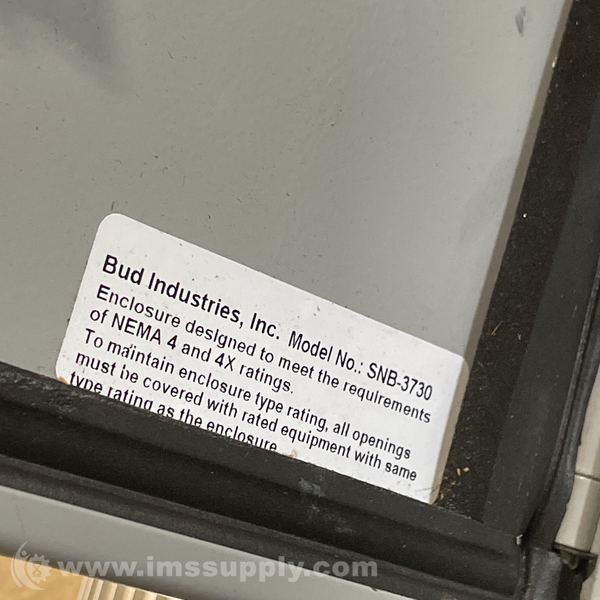 Bud Industries, Inc. Model No.: SNB-3730
Enclosure designed to meet the requirements
of NEMA 4 and 4X ratings.
To maintain enclosure type rating, all openings
must be covered with rated equipment with same
type rating as the enclosure.
www.imssupply.com